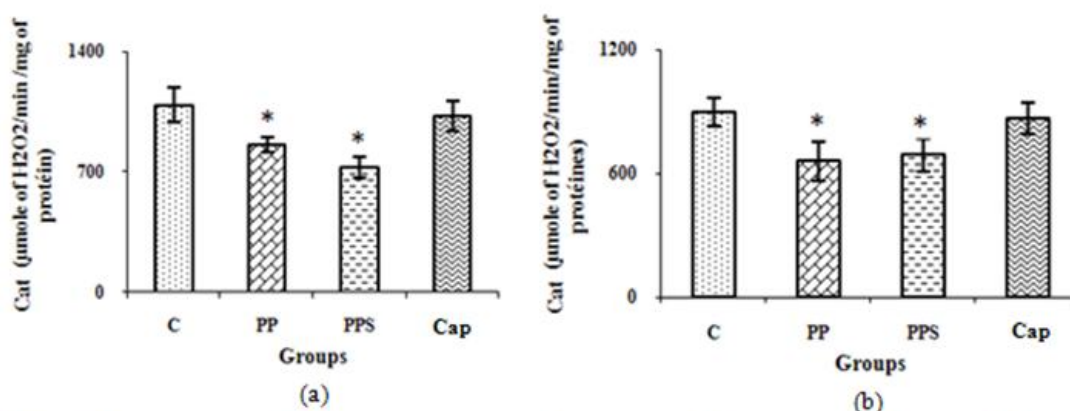 Cat (µmole of H2O2/min /mg of
protéin)
1400
700
0
*
*
C PP PPS Cap
Groups
(a)
Cat (µmole of H2O2/min/mg of
protéines)
1200
600
0
*
*
C PP PPS Cap
Groups
(b)